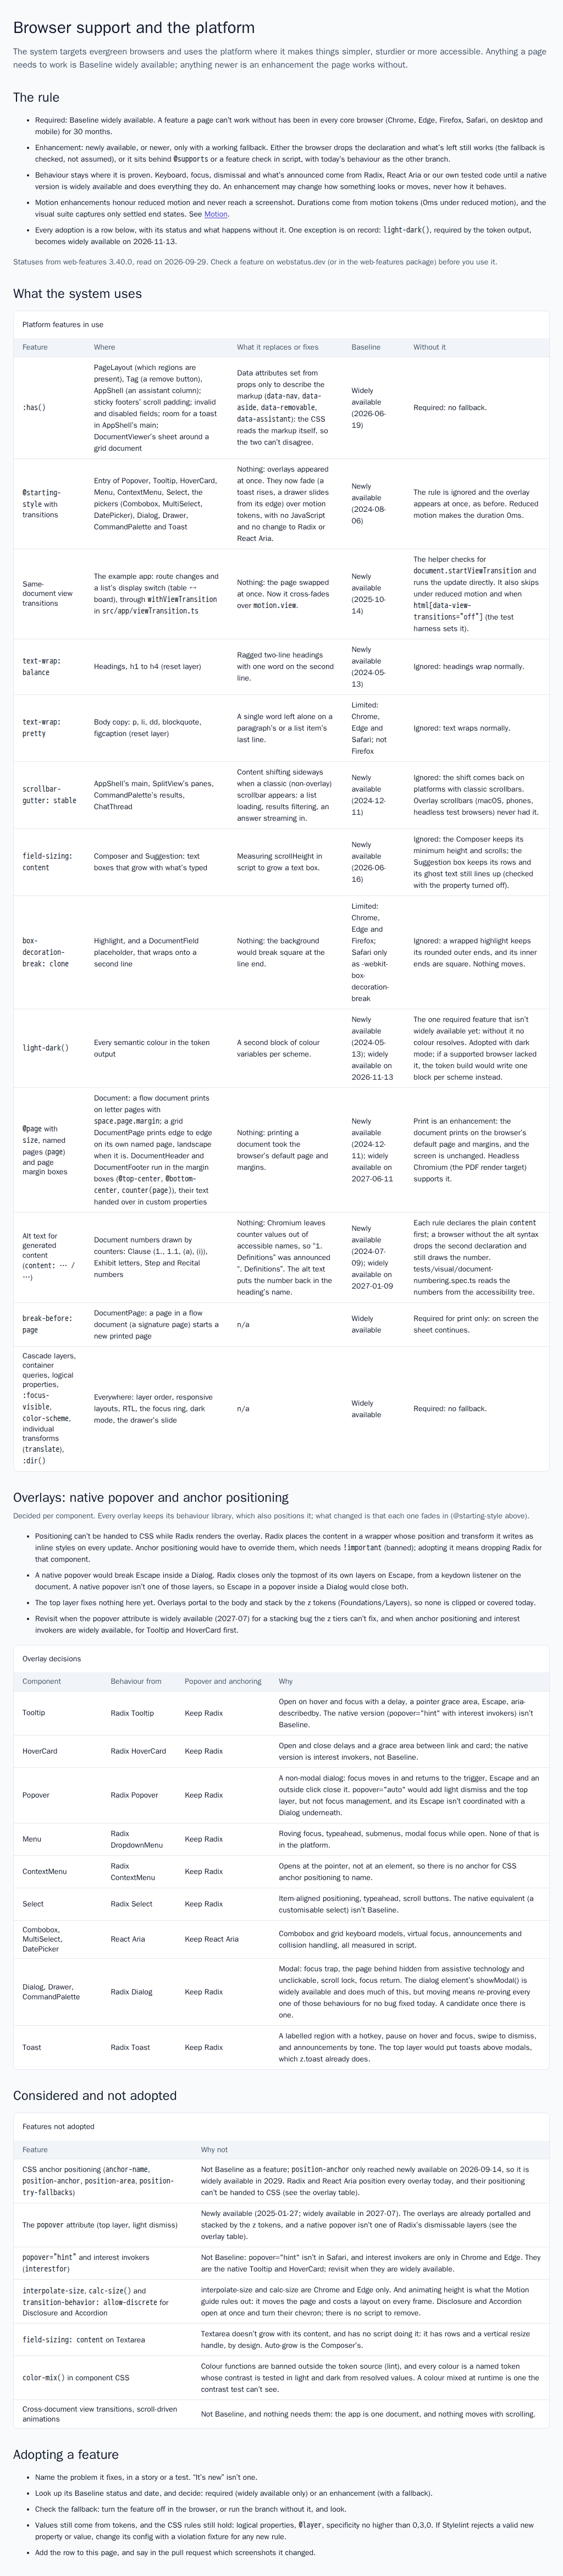 Browser support and the platform
The system targets evergreen browsers and uses the platform where it makes things simpler, sturdier or more accessible. Anything a page
needs to work is Baseline widely available; anything newer is an enhancement the page works without.
The rule
• Required: Baseline widely available. A feature a page can't work without has been in every core browser (Chrome, Edge, Firefox, Safari, on desktop and
mobile) for 30 months.
• Enhancement: newly available, or newer, only with a working fallback. Either the browser drops the declaration and what's left still works (the fallback is
checked, not assumed), or it sits behind @supports or a feature check in script, with today's behaviour as the other branch.
• Behaviour stays where it is proven. Keyboard, focus, dismissal and what's announced come from Radix, React Aria or our own tested code until a native
version is widely available and does everything they do. An enhancement may change how something looks or moves, never how it behaves.
• Motion enhancements honour reduced motion and never reach a screenshot. Durations come from motion tokens (0ms under reduced motion), and the
visual suite captures only settled end states. See Motion.
• Every adoption is a row below, with its status and what happens without it. One exception is on record: light-dark(), required by the token output,
becomes widely available on 2026-11-13.
Statuses from web-features 3.40.0, read on 2026-09-29. Check a feature on webstatus.dev (or in the web-features package) before you use it.
What the system uses
Platform features in use
Feature Where What it replaces or fixes Baseline Without it
:has()
PageLayout (which regions are
present), Tag (a remove button),
AppShell (an assistant column);
sticky footers' scroll padding; invalid
and disabled fields; room for a toast
in AppShell's main;
DocumentViewer's sheet around a
grid document
Data attributes set from
props only to describe the
markup (data-nav, data-
aside, data-removable,
data-assistant): the CSS
reads the markup itself, so
the two can't disagree.
Widely
available
(2026-06-
19)
Required: no fallback.
@starting-
style with
transitions
Entry of Popover, Tooltip, HoverCard,
Menu, ContextMenu, Select, the
pickers (Combobox, MultiSelect,
DatePicker), Dialog, Drawer,
CommandPalette and Toast
Nothing: overlays appeared
at once. They now fade (a
toast rises, a drawer slides
from its edge) over motion
tokens, with no JavaScript
and no change to Radix or
React Aria.
Newly
available
(2024-08-
06)
The rule is ignored and the overlay
appears at once, as before. Reduced
motion makes the duration 0ms.
Same-
document view
transitions
The example app: route changes and
a list's display switch (table ↔
board), through withViewTransition
in src/app/viewTransition.ts
Nothing: the page swapped
at once. Now it cross-fades
over motion.view.
Newly
available
(2025-10-
14)
The helper checks for
document.startViewTransition and
runs the update directly. It also skips
under reduced motion and when
html[data-view-
transitions="off"] (the test
harness sets it).
text-wrap:
balance
Headings, h1 to h4 (reset layer)
Ragged two-line headings
with one word on the second
line.
Newly
available
(2024-05-
13)
Ignored: headings wrap normally.
text-wrap:
pretty
Body copy: p, li, dd, blockquote,
figcaption (reset layer)
A single word left alone on a
paragraph's or a list item's
last line.
Limited:
Chrome,
Edge and
Safari; not
Firefox
Ignored: text wraps normally.
scrollbar-
gutter: stable
AppShell's main, SplitView's panes,
CommandPalette's results,
ChatThread
Content shifting sideways
when a classic (non-overlay)
scrollbar appears: a list
loading, results filtering, an
answer streaming in.
Newly
available
(2024-12-
11)
Ignored: the shift comes back on
platforms with classic scrollbars.
Overlay scrollbars (macOS, phones,
headless test browsers) never had it.
field-sizing:
content
Composer and Suggestion: text
boxes that grow with what's typed
Measuring scrollHeight in
script to grow a text box.
Newly
available
(2026-06-
16)
Ignored: the Composer keeps its
minimum height and scrolls; the
Suggestion box keeps its rows and
its ghost text still lines up (checked
with the property turned off).
box-
decoration-
break: clone
Highlight, and a DocumentField
placeholder, that wraps onto a
second line
Nothing: the background
would break square at the
line end.
Limited:
Chrome,
Edge and
Firefox;
Safari only
as -webkit-
box-
decoration-
break
Ignored: a wrapped highlight keeps
its rounded outer ends, and its inner
ends are square. Nothing moves.
light-dark()
Every semantic colour in the token
output
A second block of colour
variables per scheme.
Newly
available
(2024-05-
13); widely
available on
2026-11-13
The one required feature that isn't
widely available yet: without it no
colour resolves. Adopted with dark
mode; if a supported browser lacked
it, the token build would write one
block per scheme instead.
@page with
size, named
pages (page)
and page
margin boxes
Document: a flow document prints
on letter pages with
space.page.margin; a grid
DocumentPage prints edge to edge
on its own named page, landscape
when it is. DocumentHeader and
DocumentFooter run in the margin
boxes (@top-center, @bottom-
center, counter(page)), their text
handed over in custom properties
Nothing: printing a
document took the
browser's default page and
margins.
Newly
available
(2024-12-
11); widely
available on
2027-06-11
Print is an enhancement: the
document prints on the browser's
default page and margins, and the
screen is unchanged. Headless
Chromium (the PDF render target)
supports it.
Alt text for
generated
content
(content: … /
…)
Document numbers drawn by
counters: Clause (1., 1.1, (a), (i)),
Exhibit letters, Step and Recital
numbers
Nothing: Chromium leaves
counter values out of
accessible names, so "1.
Definitions" was announced
". Definitions". The alt text
puts the number back in the
heading's name.
Newly
available
(2024-07-
09); widely
available on
2027-01-09
Each rule declares the plain content
first; a browser without the alt syntax
drops the second declaration and
still draws the number.
tests/visual/document-
numbering.spec.ts reads the
numbers from the accessibility tree.
break-before:
page
DocumentPage: a page in a flow
document (a signature page) starts a
new printed page
n/a
Widely
available
Required for print only: on screen the
sheet continues.
Cascade layers,
container
queries, logical
properties,
:focus-
visible,
color-scheme,
individual
transforms
(translate),
:dir()
Everywhere: layer order, responsive
layouts, RTL, the focus ring, dark
mode, the drawer's slide
n/a
Widely
available
Required: no fallback.
Overlays: native popover and anchor positioning
Decided per component. Every overlay keeps its behaviour library, which also positions it; what changed is that each one fades in (@starting-style above).
• Positioning can't be handed to CSS while Radix renders the overlay. Radix places the content in a wrapper whose position and transform it writes as
inline styles on every update. Anchor positioning would have to override them, which needs !important (banned); adopting it means dropping Radix for
that component.
• A native popover would break Escape inside a Dialog. Radix closes only the topmost of its own layers on Escape, from a keydown listener on the
document. A native popover isn't one of those layers, so Escape in a popover inside a Dialog would close both.
• The top layer fixes nothing here yet. Overlays portal to the body and stack by the z tokens (Foundations/Layers), so none is clipped or covered today.
• Revisit when the popover attribute is widely available (2027-07) for a stacking bug the z tiers can't fix, and when anchor positioning and interest
invokers are widely available, for Tooltip and HoverCard first.
Overlay decisions
Component Behaviour from Popover and anchoring Why
Tooltip Radix Tooltip Keep Radix
Open on hover and focus with a delay, a pointer grace area, Escape, aria-
describedby. The native version (popover="hint" with interest invokers) isn't
Baseline.
HoverCard Radix HoverCard Keep Radix
Open and close delays and a grace area between link and card; the native
version is interest invokers, not Baseline.
Popover Radix Popover Keep Radix
A non-modal dialog: focus moves in and returns to the trigger, Escape and an
outside click close it. popover="auto" would add light dismiss and the top
layer, but not focus management, and its Escape isn't coordinated with a
Dialog underneath.
Menu
Radix
DropdownMenu
Keep Radix
Roving focus, typeahead, submenus, modal focus while open. None of that is
in the platform.
ContextMenu
Radix
ContextMenu
Keep Radix
Opens at the pointer, not at an element, so there is no anchor for CSS
anchor positioning to name.
Select Radix Select Keep Radix
Item-aligned positioning, typeahead, scroll buttons. The native equivalent (a
customisable select) isn't Baseline.
Combobox,
MultiSelect,
DatePicker
React Aria Keep React Aria
Combobox and grid keyboard models, virtual focus, announcements and
collision handling, all measured in script.
Dialog, Drawer,
CommandPalette
Radix Dialog Keep Radix
Modal: focus trap, the page behind hidden from assistive technology and
unclickable, scroll lock, focus return. The dialog element's showModal() is
widely available and does much of this, but moving means re-proving every
one of those behaviours for no bug fixed today. A candidate once there is
one.
Toast Radix Toast Keep Radix
A labelled region with a hotkey, pause on hover and focus, swipe to dismiss,
and announcements by tone. The top layer would put toasts above modals,
which z.toast already does.
Considered and not adopted
Features not adopted
Feature Why not
CSS anchor positioning (anchor-name,
position-anchor, position-area, position-
try-fallbacks)
Not Baseline as a feature; position-anchor only reached newly available on 2026-09-14, so it is
widely available in 2029. Radix and React Aria position every overlay today, and their positioning
can't be handed to CSS (see the overlay table).
The popover attribute (top layer, light dismiss)
Newly available (2025-01-27; widely available in 2027-07). The overlays are already portalled and
stacked by the z tokens, and a native popover isn't one of Radix's dismissable layers (see the
overlay table).
popover="hint" and interest invokers
(interestfor)
Not Baseline: popover="hint" isn't in Safari, and interest invokers are only in Chrome and Edge. They
are the native Tooltip and HoverCard; revisit when they are widely available.
interpolate-size, calc-size() and
transition-behavior: allow-discrete for
Disclosure and Accordion
interpolate-size and calc-size are Chrome and Edge only. And animating height is what the Motion
guide rules out: it moves the page and costs a layout on every frame. Disclosure and Accordion
open at once and turn their chevron; there is no script to remove.
field-sizing: content on Textarea
Textarea doesn't grow with its content, and has no script doing it: it has rows and a vertical resize
handle, by design. Auto-grow is the Composer's.
color-mix() in component CSS
Colour functions are banned outside the token source (lint), and every colour is a named token
whose contrast is tested in light and dark from resolved values. A colour mixed at runtime is one the
contrast test can't see.
Cross-document view transitions, scroll-driven
animations
Not Baseline, and nothing needs them: the app is one document, and nothing moves with scrolling.
Adopting a feature
• Name the problem it fixes, in a story or a test. "It's new" isn't one.
• Look up its Baseline status and date, and decide: required (widely available only) or an enhancement (with a fallback).
• Check the fallback: turn the feature off in the browser, or run the branch without it, and look.
• Values still come from tokens, and the CSS rules still hold: logical properties, @layer, specificity no higher than 0,3,0. If Stylelint rejects a valid new
property or value, change its config with a violation fixture for any new rule.
• Add the row to this page, and say in the pull request which screenshots it changed.